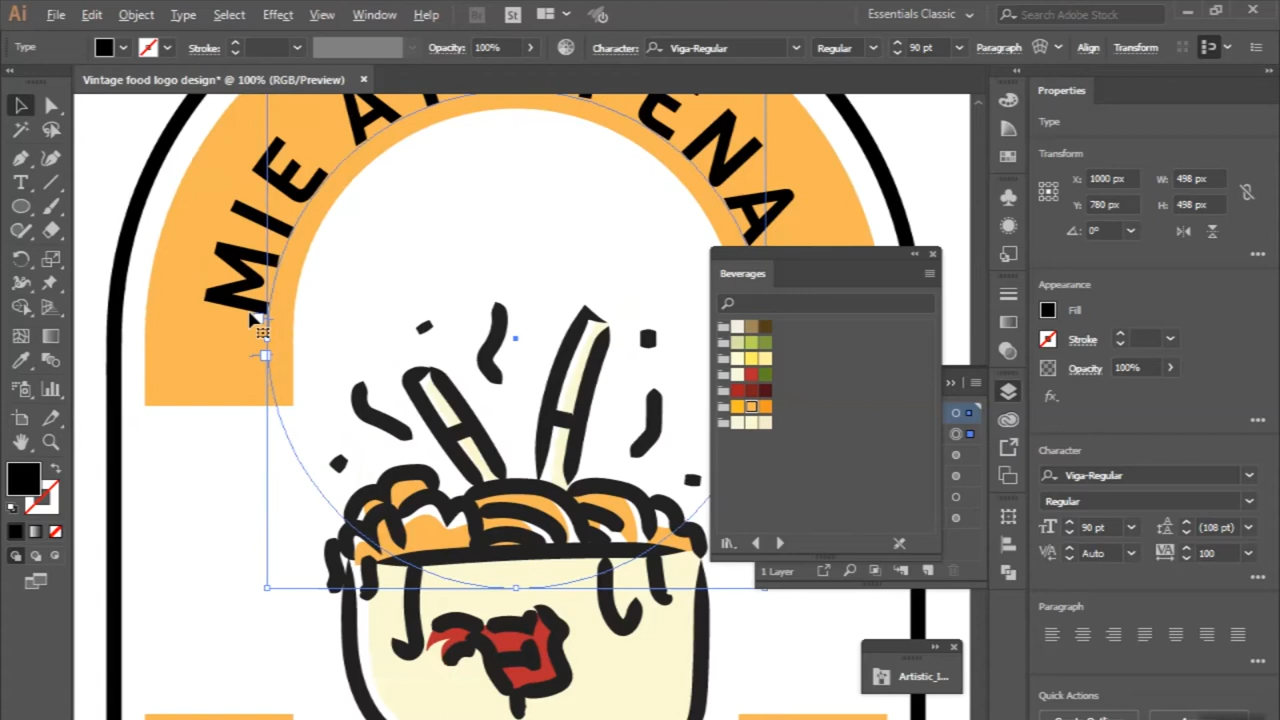 Ai File Edit Object Type Select Effect View Window Help Br St Essentials Classic Search Adobe Stock
Type Stroke: Opacity: 100% Character: Viga-Regular Regular 90 pt Paragraph Align Transform
Vintage food logo design* @ 100% (RGB/Preview)
Properties
Type
Transform
X: 1000 px W: 498 px
Y: 780 px H: 498 px
0°
Appearance
Fill
Stroke
Opacity 100%
fx.
Character
Viga-Regular
Regular
90 pt (108 pt)
Auto 100
Paragraph
Quick Actions
Beverages
1 Layer
Artistic_I...
MIE
ENA